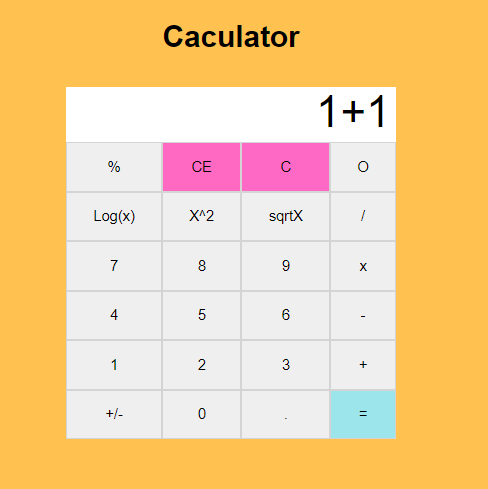 Caculator
1+1
% CE C O
Log(x) X^2 sqrtX /
7 8 9 x
4 5 6 -
1 2 3 +
+/- 0 . =